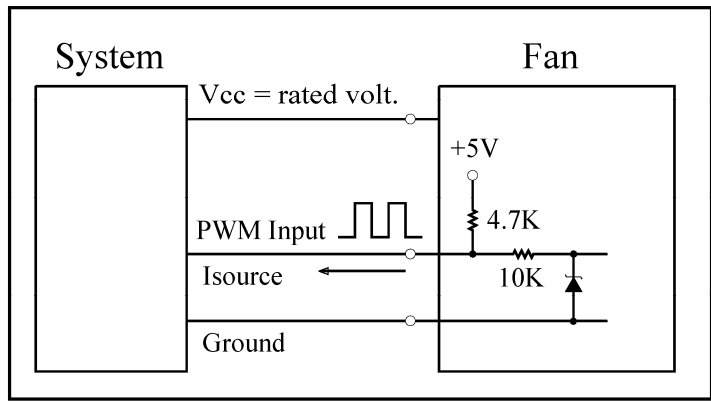 System
Fan
Vcc = rated volt.
+5V
4.7K
PWM Input
10K
Isource
Ground